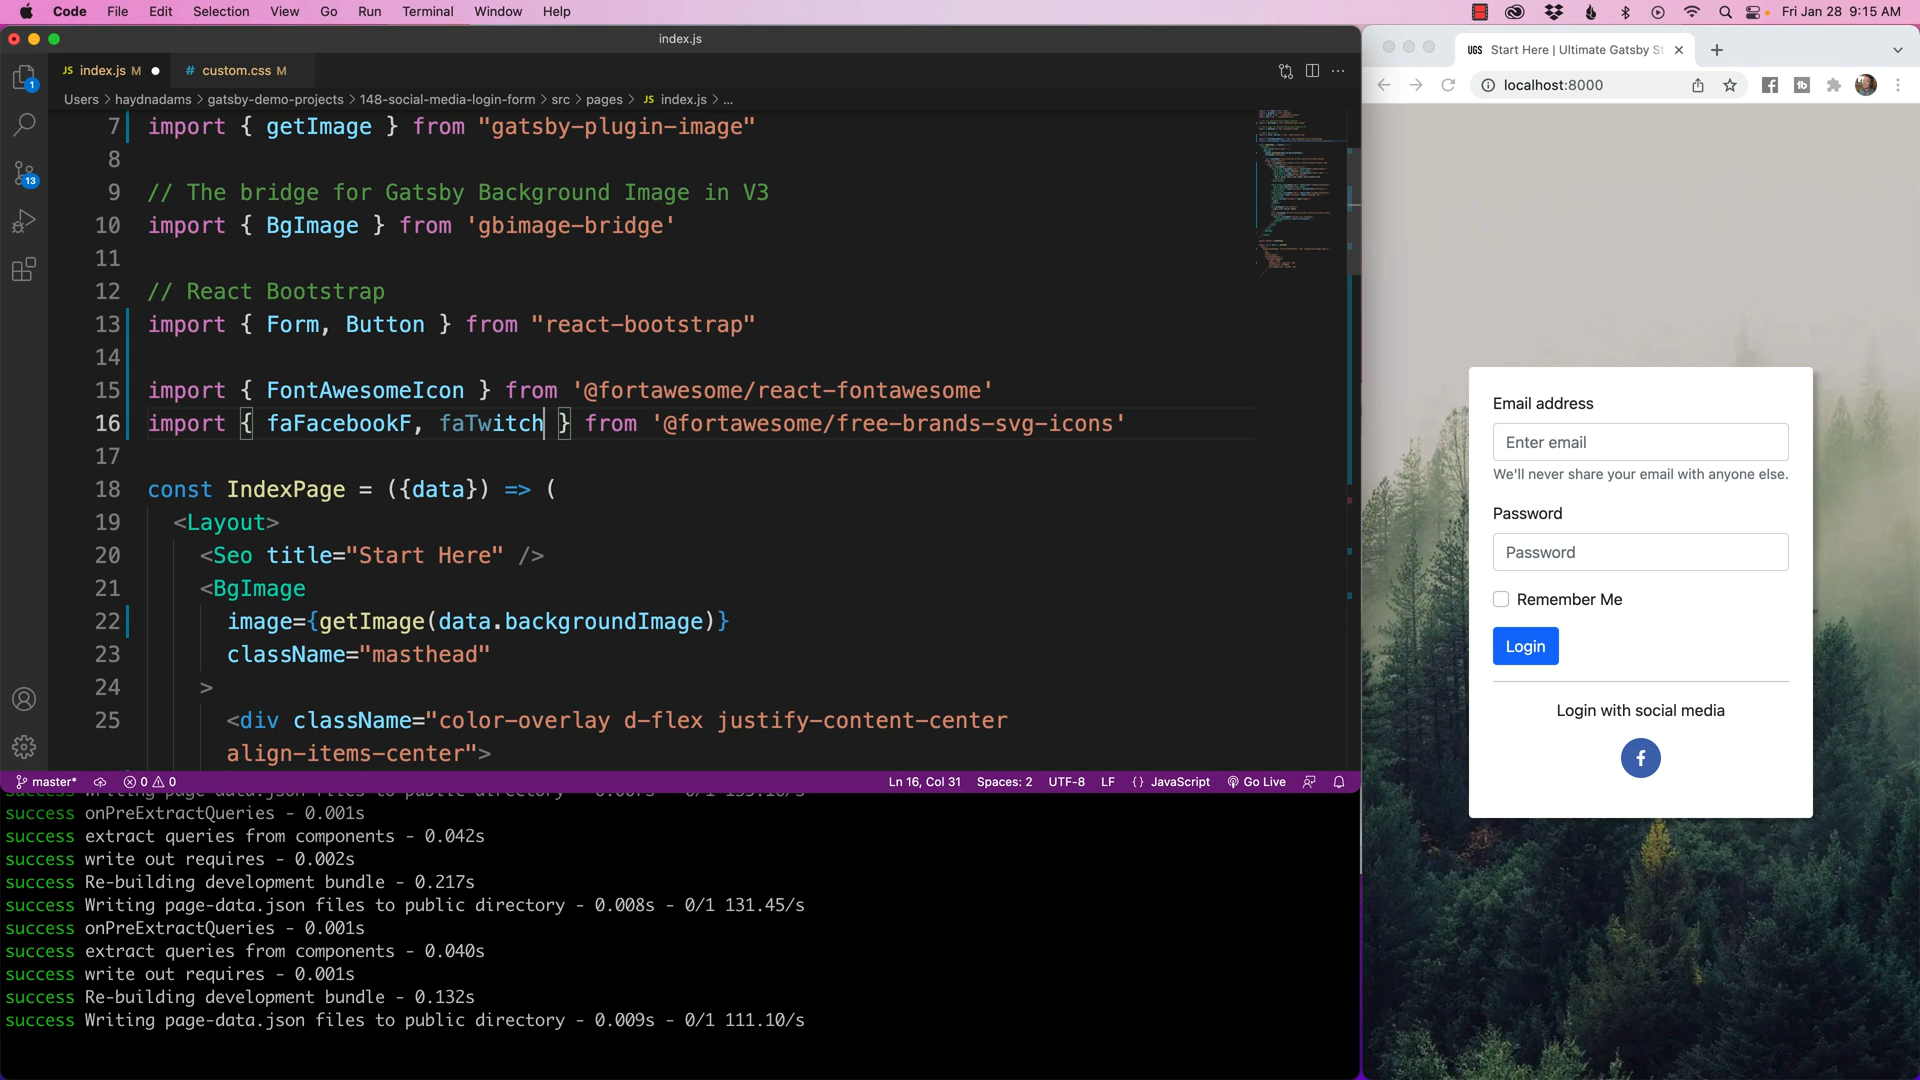 Code File Edit Selection View Go Run Terminal Window Help
Fri Jan 28 9:15 AM
index.js
JS index.js M
# custom.css M
Users > haydnadams > gatsby-demo-projects > 148-social-media-login-form > src > pages > JS index.js > ...
1
13
7 import { getImage } from "gatsby-plugin-image"
8
9 // The bridge for Gatsby Background Image in V3
10 import { BgImage } from 'gbimage-bridge'
11
12 // React Bootstrap
13 import { Form, Button } from "react-bootstrap"
14
15 import { FontAwesomeIcon } from '@fortawesome/react-fontawesome'
16 import { faFacebookF, faTwitch } from '@fortawesome/free-brands-svg-icons'
17
18 const IndexPage = ({data}) => (
19 <Layout>
20 <Seo title="Start Here" />
21 <BgImage
22 image={getImage(data.backgroundImage)}
23 className="masthead"
24 >
25 <div className="color-overlay d-flex justify-content-center
align-items-center">
master* 0 0 Ln 16, Col 31 Spaces: 2 UTF-8 LF {} JavaScript Go Live
success onPreExtractQueries - 0.001s
success extract queries from components - 0.042s
success write out requires - 0.002s
success Re-building development bundle - 0.217s
success Writing page-data.json files to public directory - 0.008s - 0/1 131.45/s
success onPreExtractQueries - 0.001s
success extract queries from components - 0.040s
success write out requires - 0.001s
success Re-building development bundle - 0.132s
success Writing page-data.json files to public directory - 0.009s - 0/1 111.10/s
UGS Start Here | Ultimate Gatsby St
localhost:8000
Email address
Enter email
We'll never share your email with anyone else.
Password
Password
Remember Me
Login
Login with social media